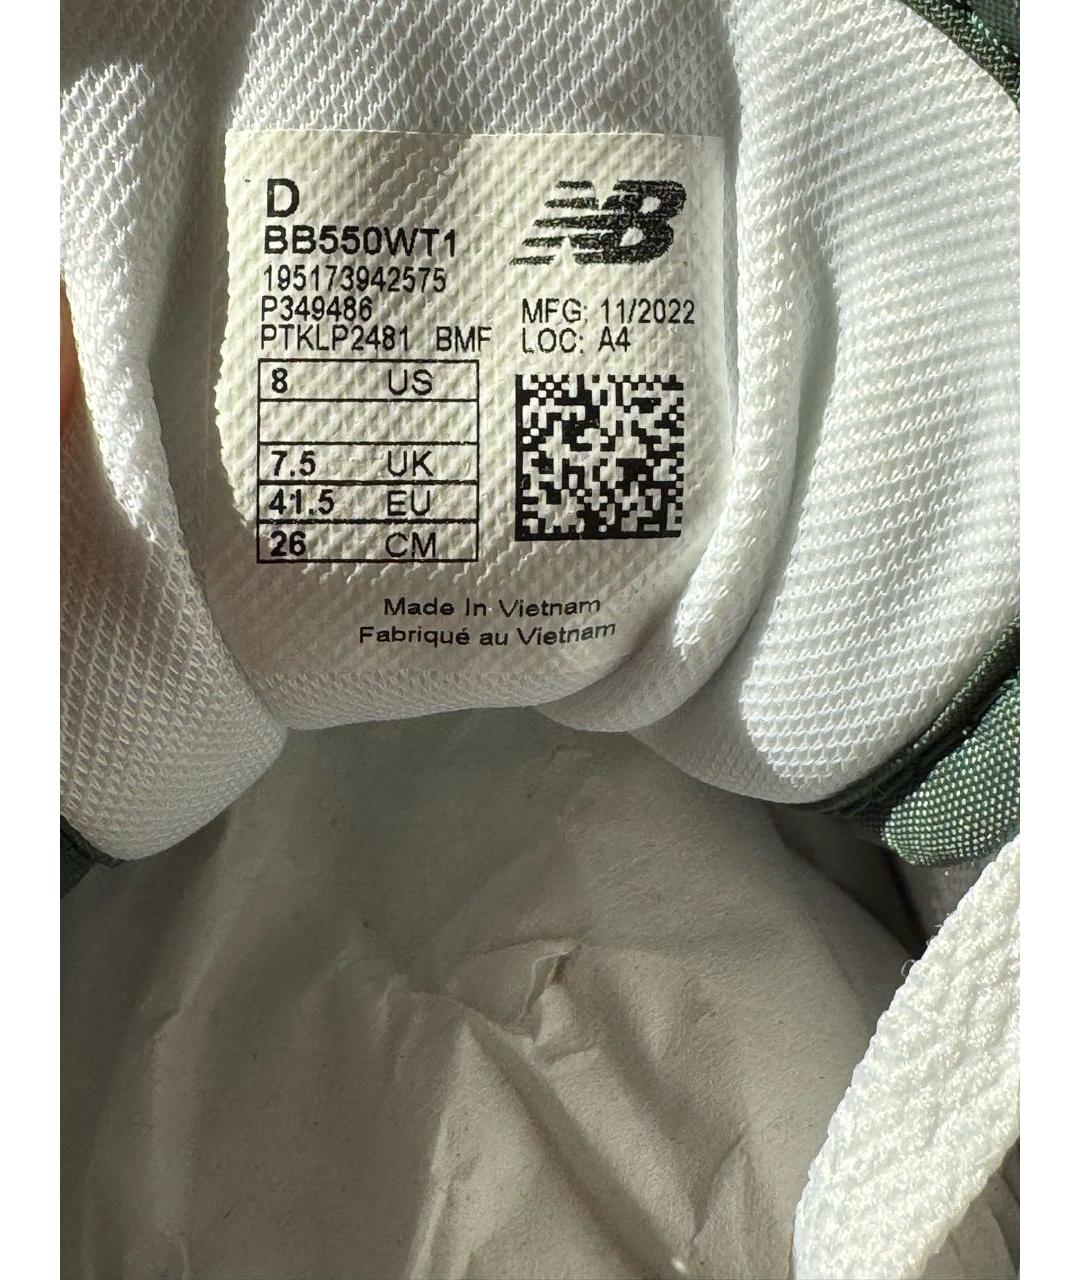 D
NB
BB550WT1
195173942575
P349486
MFG: 11/2022
PTKLP2481 BMF
LOC: A4
8 US
7.5 UK
41.5 EU
26 CM
Made In Vietnam
Fabriqué au Vietnam